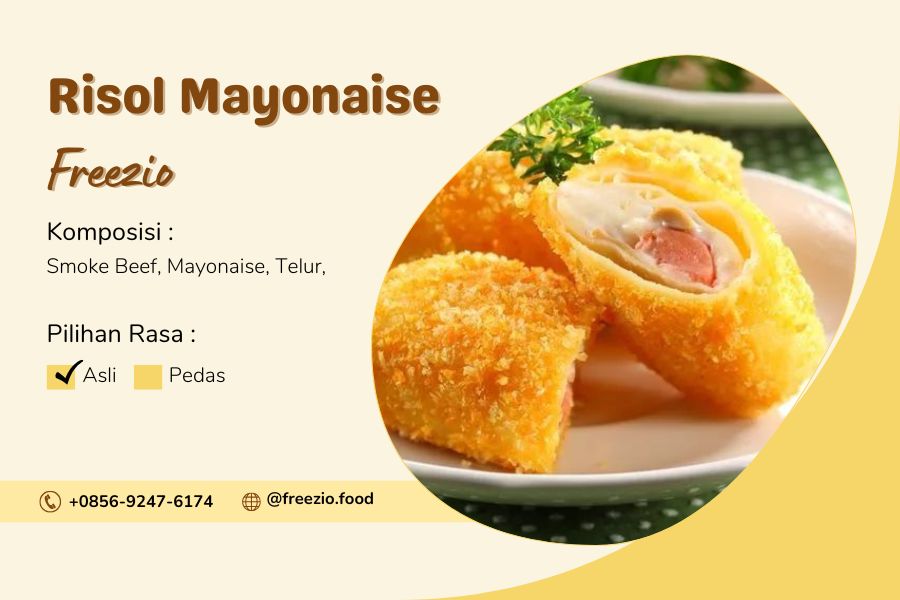 Risol Mayonaise
Freezio
Komposisi :
Smoke Beef, Mayonaise, Telur,
Pilihan Rasa :
Asli Pedas
+0856-9247-6174 @freezio.food